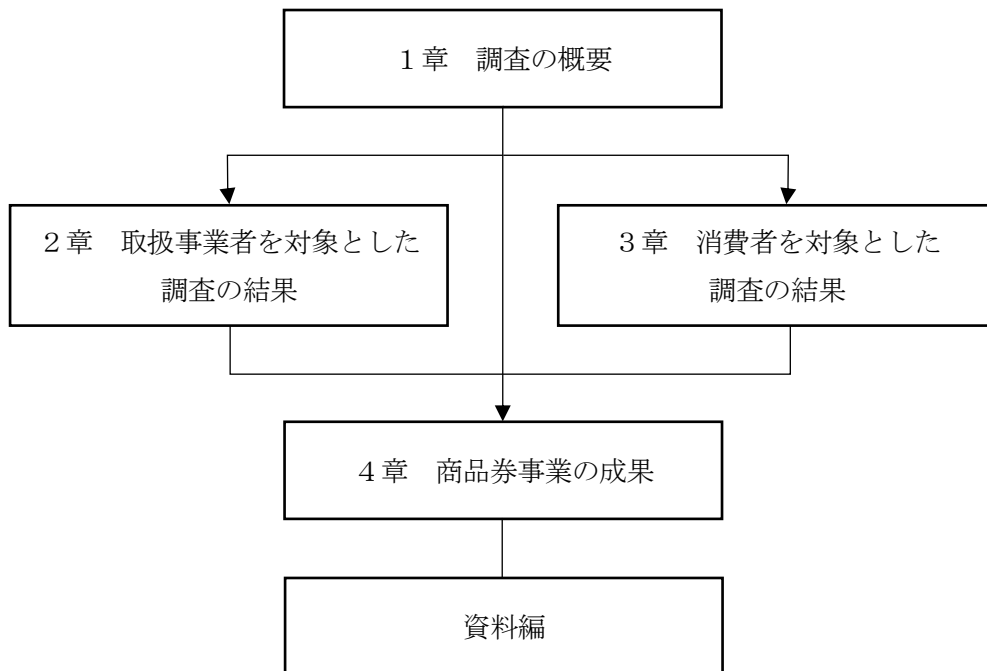 １章　調査の概要
２章　取扱事業者を対象とした
調査の結果
３章　消費者を対象とした
調査の結果
４章　商品券事業の成果
資料編